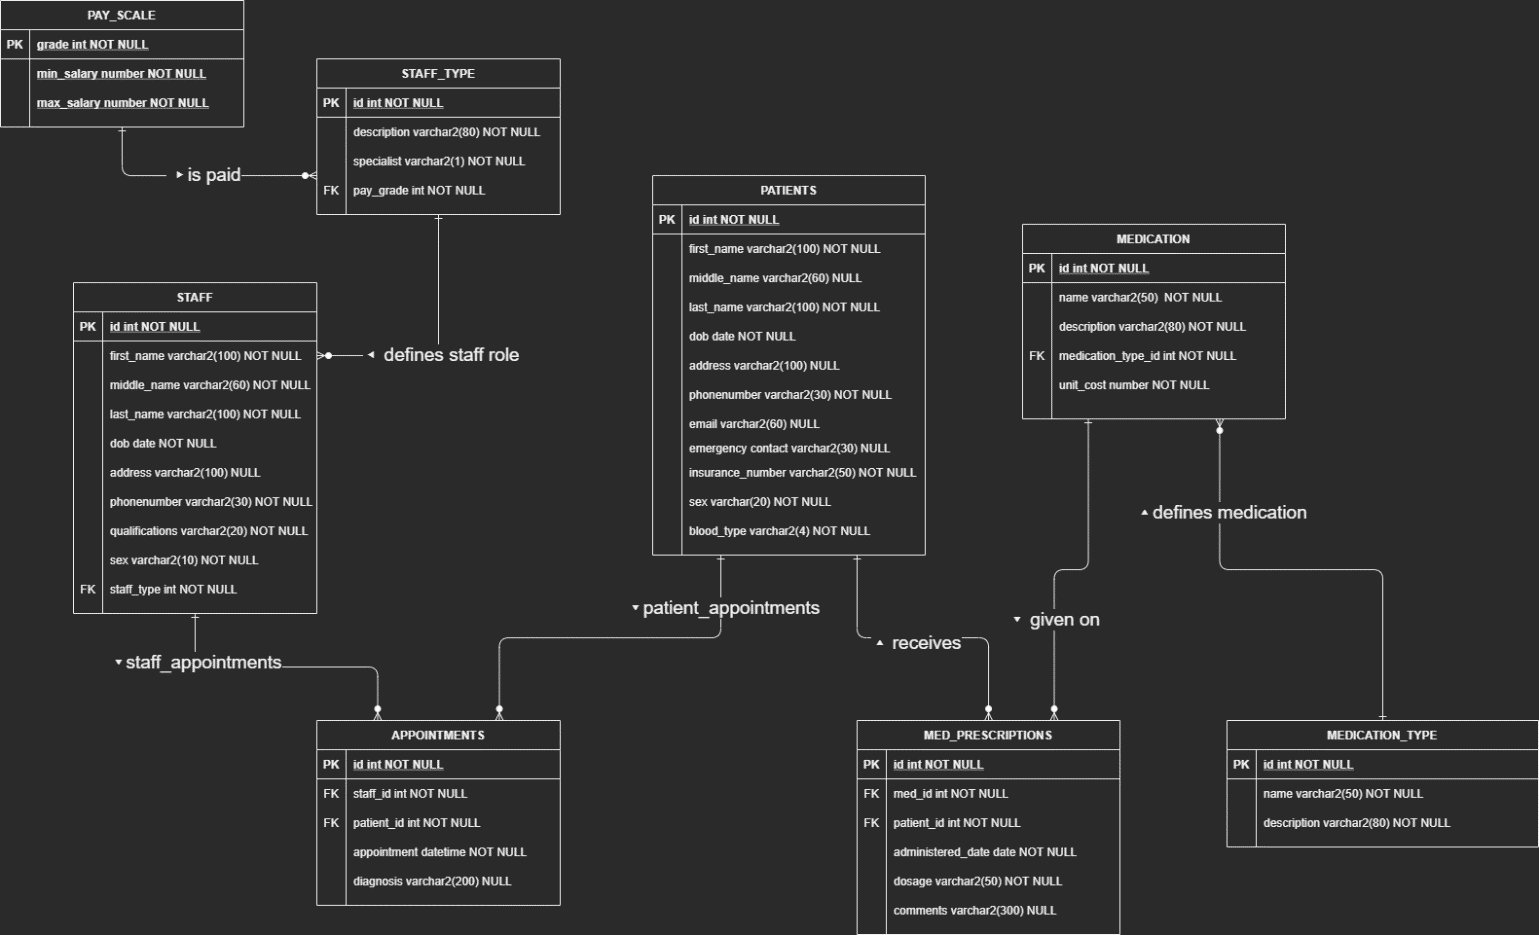 PAY_SCALE
PK grade int NOT NULL
min_salary number NOT NULL
max_salary number NOT NULL
is paid
STAFF_TYPE
PK id int NOT NULL
description varchar2(80) NOT NULL
specialist varchar2(1) NOT NULL
FK pay_grade int NOT NULL
defines staff role
STAFF
PK id int NOT NULL
first_name varchar2(100) NOT NULL
middle_name varchar2(60) NOT NULL
last_name varchar2(100) NOT NULL
dob date NOT NULL
address varchar2(100) NULL
phonenumber varchar2(30) NOT NULL
qualifications varchar2(20) NOT NULL
sex varchar2(10) NOT NULL
FK staff_type int NOT NULL
staff_appointments
PATIENTS
PK id int NOT NULL
first_name varchar2(100) NOT NULL
middle_name varchar2(60) NULL
last_name varchar2(100) NOT NULL
dob date NOT NULL
address varchar2(100) NULL
phonenumber varchar2(30) NOT NULL
email varchar2(60) NULL
emergency contact varchar2(30) NULL
insurance_number varchar2(50) NOT NULL
sex varchar(20) NOT NULL
blood_type varchar2(4) NOT NULL
patient_appointments
receives
MEDICATION
PK id int NOT NULL
name varchar2(50) NOT NULL
description varchar2(80) NOT NULL
FK medication_type_id int NOT NULL
unit_cost number NOT NULL
defines medication
given on
APPOINTMENTS
PK id int NOT NULL
FK staff_id int NOT NULL
FK patient_id int NOT NULL
appointment datetime NOT NULL
diagnosis varchar2(200) NULL
MED_PRESCRIPTIONS
PK id int NOT NULL
FK med_id int NOT NULL
FK patient_id int NOT NULL
administered_date date NOT NULL
dosage varchar2(50) NOT NULL
comments varchar2(300) NULL
MEDICATION_TYPE
PK id int NOT NULL
name varchar2(50) NOT NULL
description varchar2(80) NOT NULL